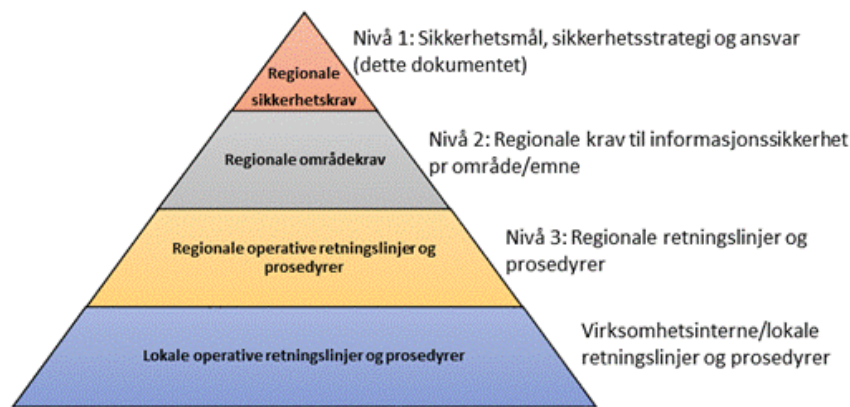 Regionale
sikkerhetskrav
Nivå 1: Sikkerhetsmål, sikkerhetsstrategi og ansvar
(dette dokumentet)
Regionale områdekrav
Nivå 2: Regionale krav til informasjonssikkerhet
pr område/emne
Regionale operative retningslinjer og
prosedyrer
Nivå 3: Regionale retningslinjer og
prosedyrer
Lokale operative retningslinjer og prosedyrer
Virksomhetsinterne/lokale
retningslinjer og prosedyrer